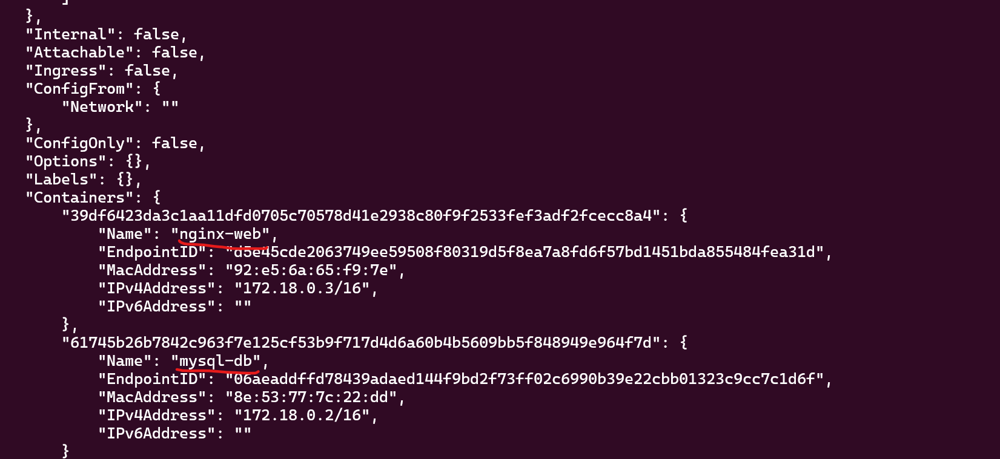 ]
},
"Internal": false,
"Attachable": false,
"Ingress": false,
"ConfigFrom": {
"Network": ""
},
"ConfigOnly": false,
"Options": {},
"Labels": {},
"Containers": {
"39df6423da3c1aa11dfd0705c70578d41e2938c80f9f2533fef3adf2fcecc8a4": {
"Name": "nginx-web",
"EndpointID": "d5e45cde2063749ee59508f80319d5f8ea7a8fd6f57bd1451bda855484fea31d",
"MacAddress": "92:e5:6a:65:f9:7e",
"IPv4Address": "172.18.0.3/16",
"IPv6Address": ""
},
"61745b26b7842c963f7e125cf53b9f717d4d6a60b4b5609bb5f848949e964f7d": {
"Name": "mysql-db",
"EndpointID": "06aeaddffd78439adaed144f9bd2f73ff02c6990b39e22cbb01323c9cc7c1d6f",
"MacAddress": "8e:53:77:7c:22:dd",
"IPv4Address": "172.18.0.2/16",
"IPv6Address": ""
}